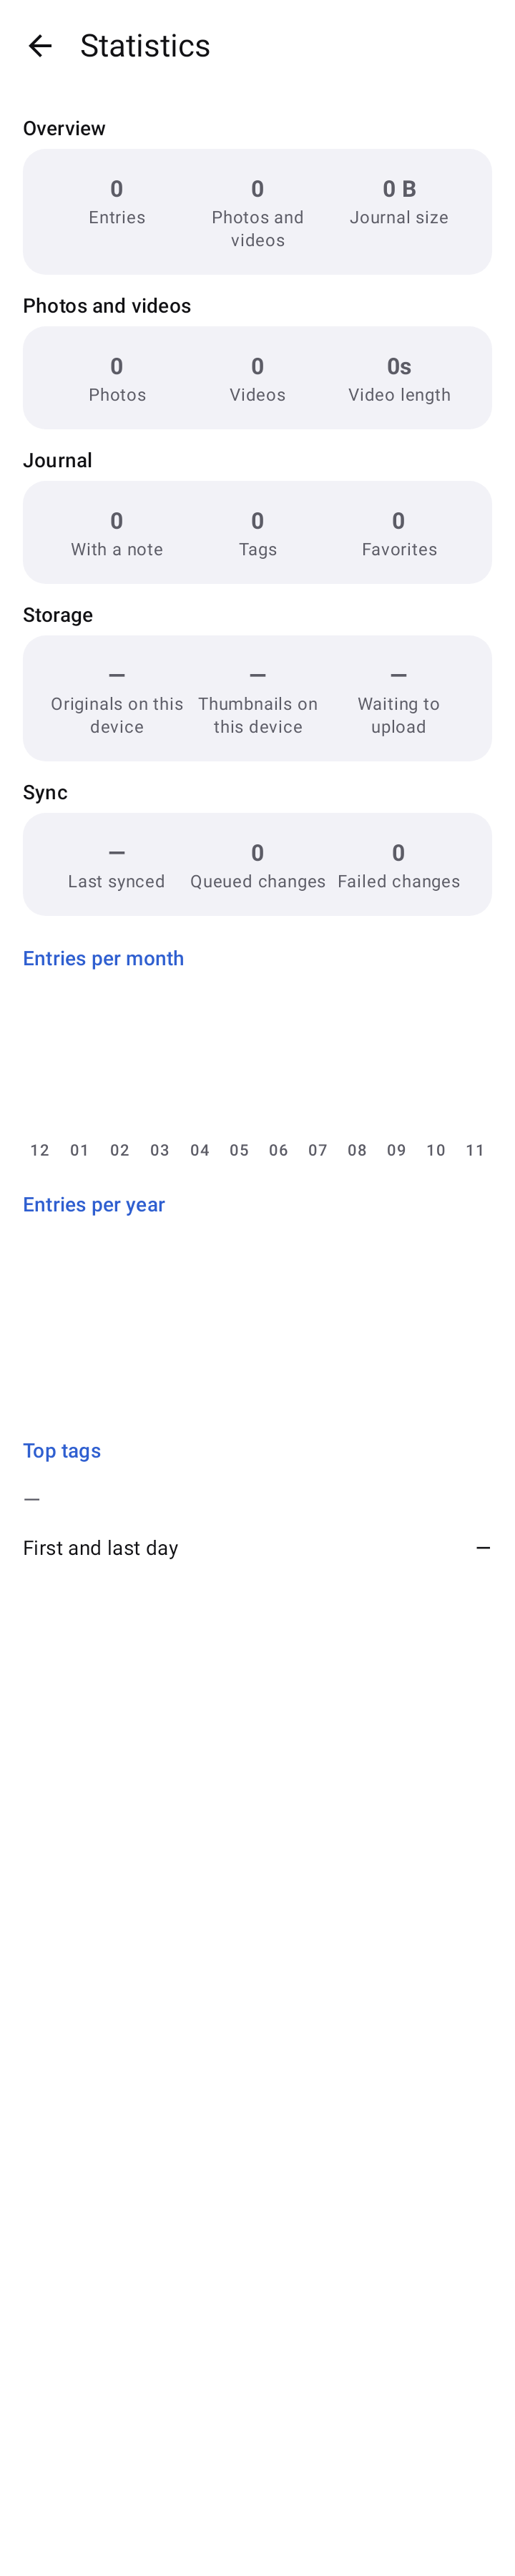 Statistics
Overview
0 0 0 B
Entries Photos and videos Journal size
Photos and videos
0 0 0s
Photos Videos Video length
Journal
0 0 0
With a note Tags Favorites
Storage
— — —
Originals on this device Thumbnails on this device Waiting to upload
Sync
— 0 0
Last synced Queued changes Failed changes
Entries per month
12 01 02 03 04 05 06 07 08 09 10 11
Entries per year
Top tags
—
First and last day —